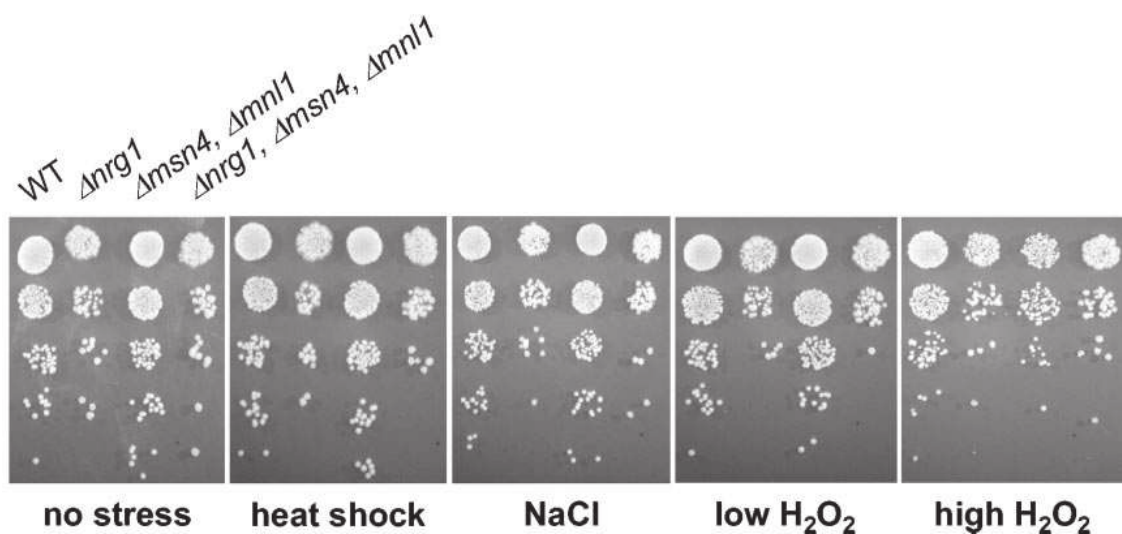 WT
Δnrg1
Δmsn4, Δmnl1
Δnrg1, Δmsn4, Δmnl1
no stress
heat shock
NaCl
low H₂O₂
high H₂O₂